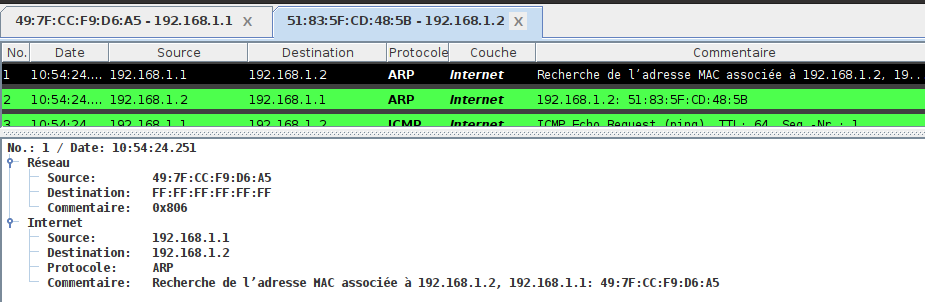 49:7F:CC:F9:D6:A5 - 192.168.1.1 X 51:83:5F:CD:48:5B - 192.168.1.2 X
No. Date Source Destination Protocole Couche Commentaire
1 10:54:24.... 192.168.1.1 192.168.1.2 ARP Internet Recherche de l'adresse MAC associée à 192.168.1.2, 19...
2 10:54:24.... 192.168.1.2 192.168.1.1 ARP Internet 192.168.1.2: 51:83:5F:CD:48:5B
3 10:54:24.... 192.168.1.1 192.168.1.2 ICMP Internet ICMP Echo Request (ping), TTL: 64, Seq.-Nr.: 1
No.: 1 / Date: 10:54:24.251
Réseau
Source: 49:7F:CC:F9:D6:A5
Destination: FF:FF:FF:FF:FF:FF
Commentaire: 0x806
Internet
Source: 192.168.1.1
Destination: 192.168.1.2
Protocole: ARP
Commentaire: Recherche de l'adresse MAC associée à 192.168.1.2, 192.168.1.1: 49:7F:CC:F9:D6:A5